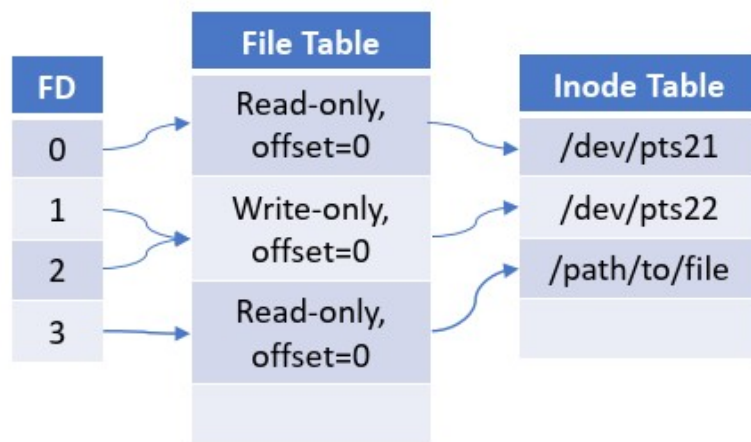 FD
0
1
2
3
File Table
Read-only,
offset=0
Write-only,
offset=0
Read-only,
offset=0
Inode Table
/dev/pts21
/dev/pts22
/path/to/file